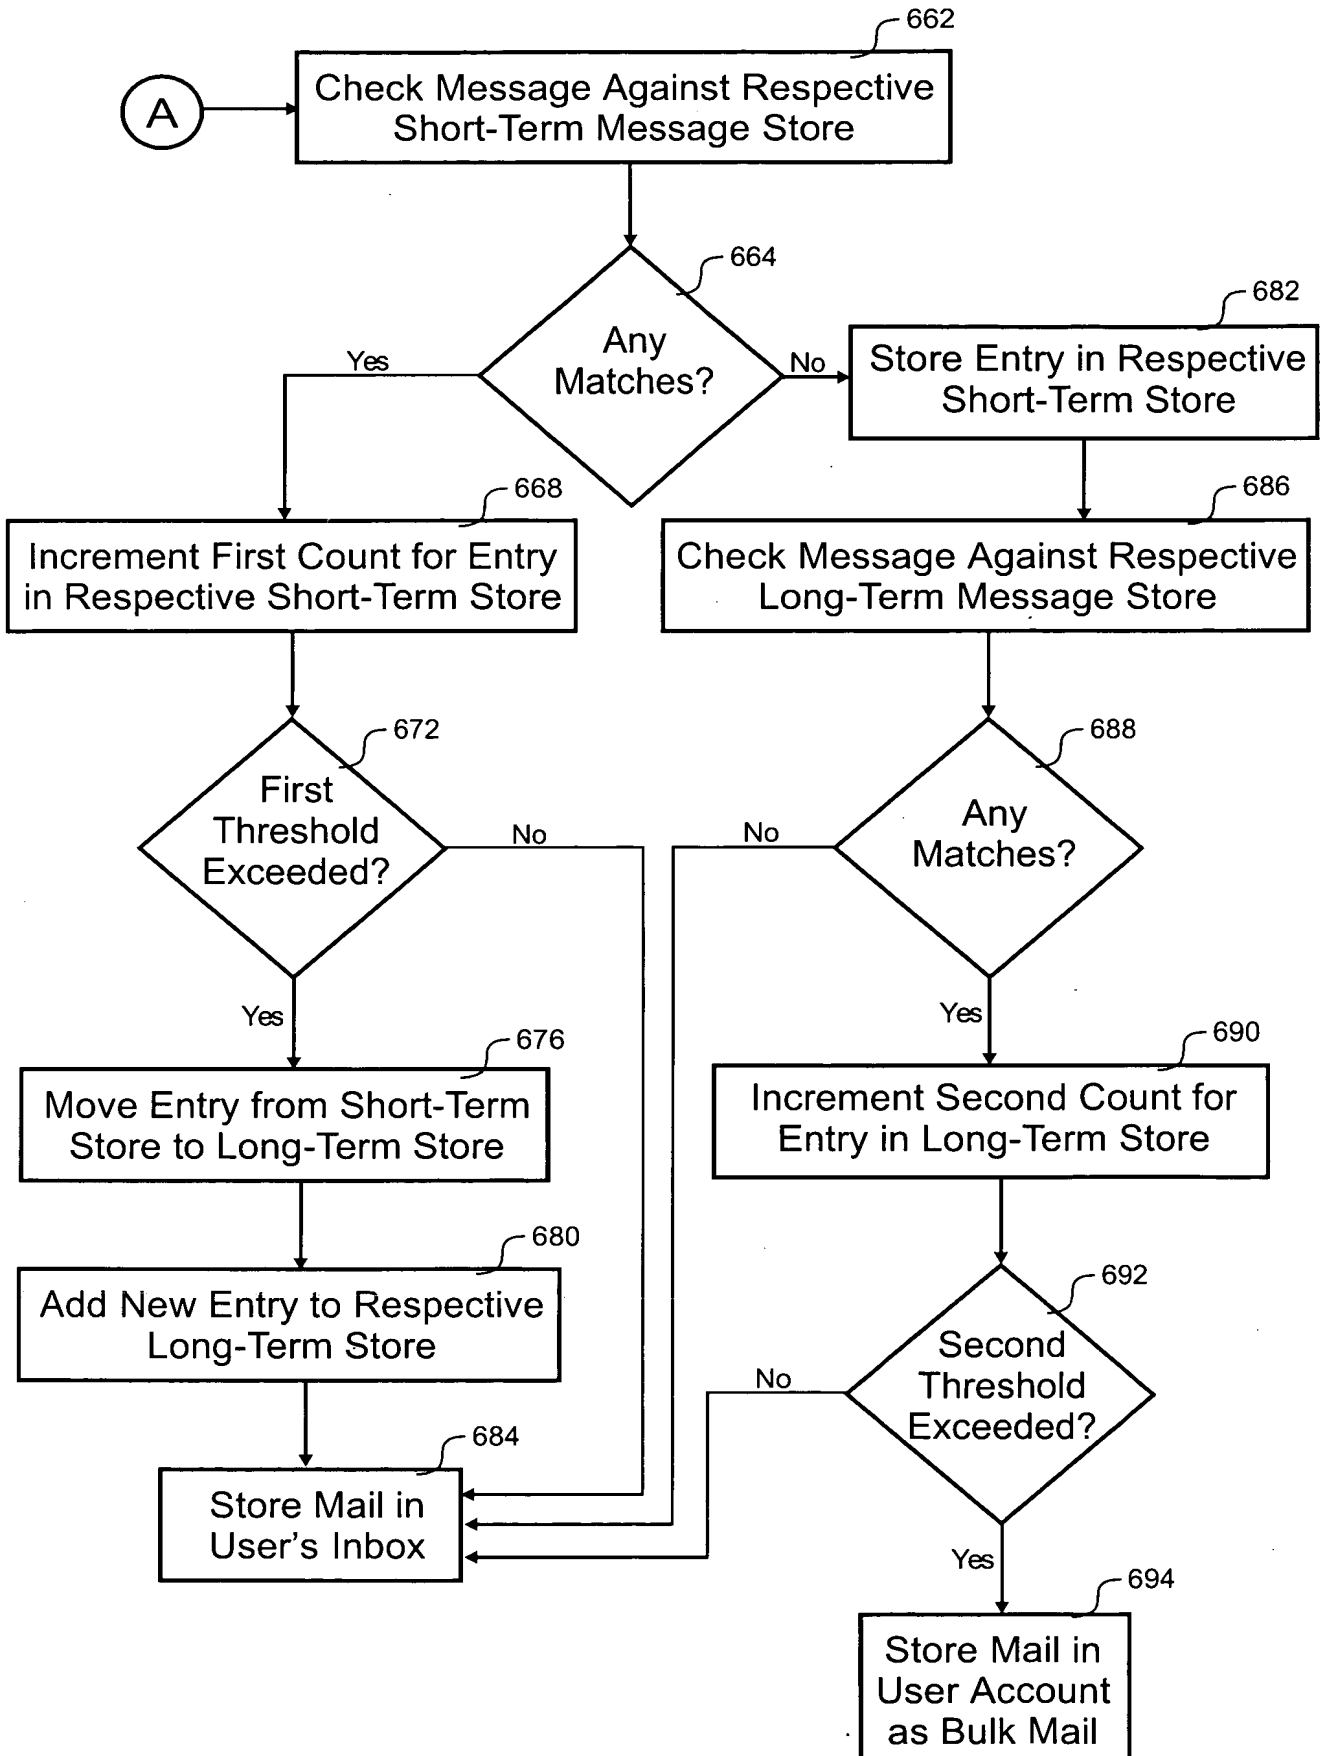 662
A
Check Message Against Respective
Short-Term Message Store
664
Any
Matches?
Yes
No
682
Store Entry in Respective
Short-Term Store
668
Increment First Count for Entry
in Respective Short-Term Store
686
Check Message Against Respective
Long-Term Message Store
672
First
Threshold
Exceeded?
No
Yes
688
Any
Matches?
No
Yes
676
Move Entry from Short-Term
Store to Long-Term Store
690
Increment Second Count for
Entry in Long-Term Store
680
Add New Entry to Respective
Long-Term Store
692
Second
Threshold
Exceeded?
No
Yes
684
Store Mail in
User's Inbox
694
Store Mail in
User Account
as Bulk Mail